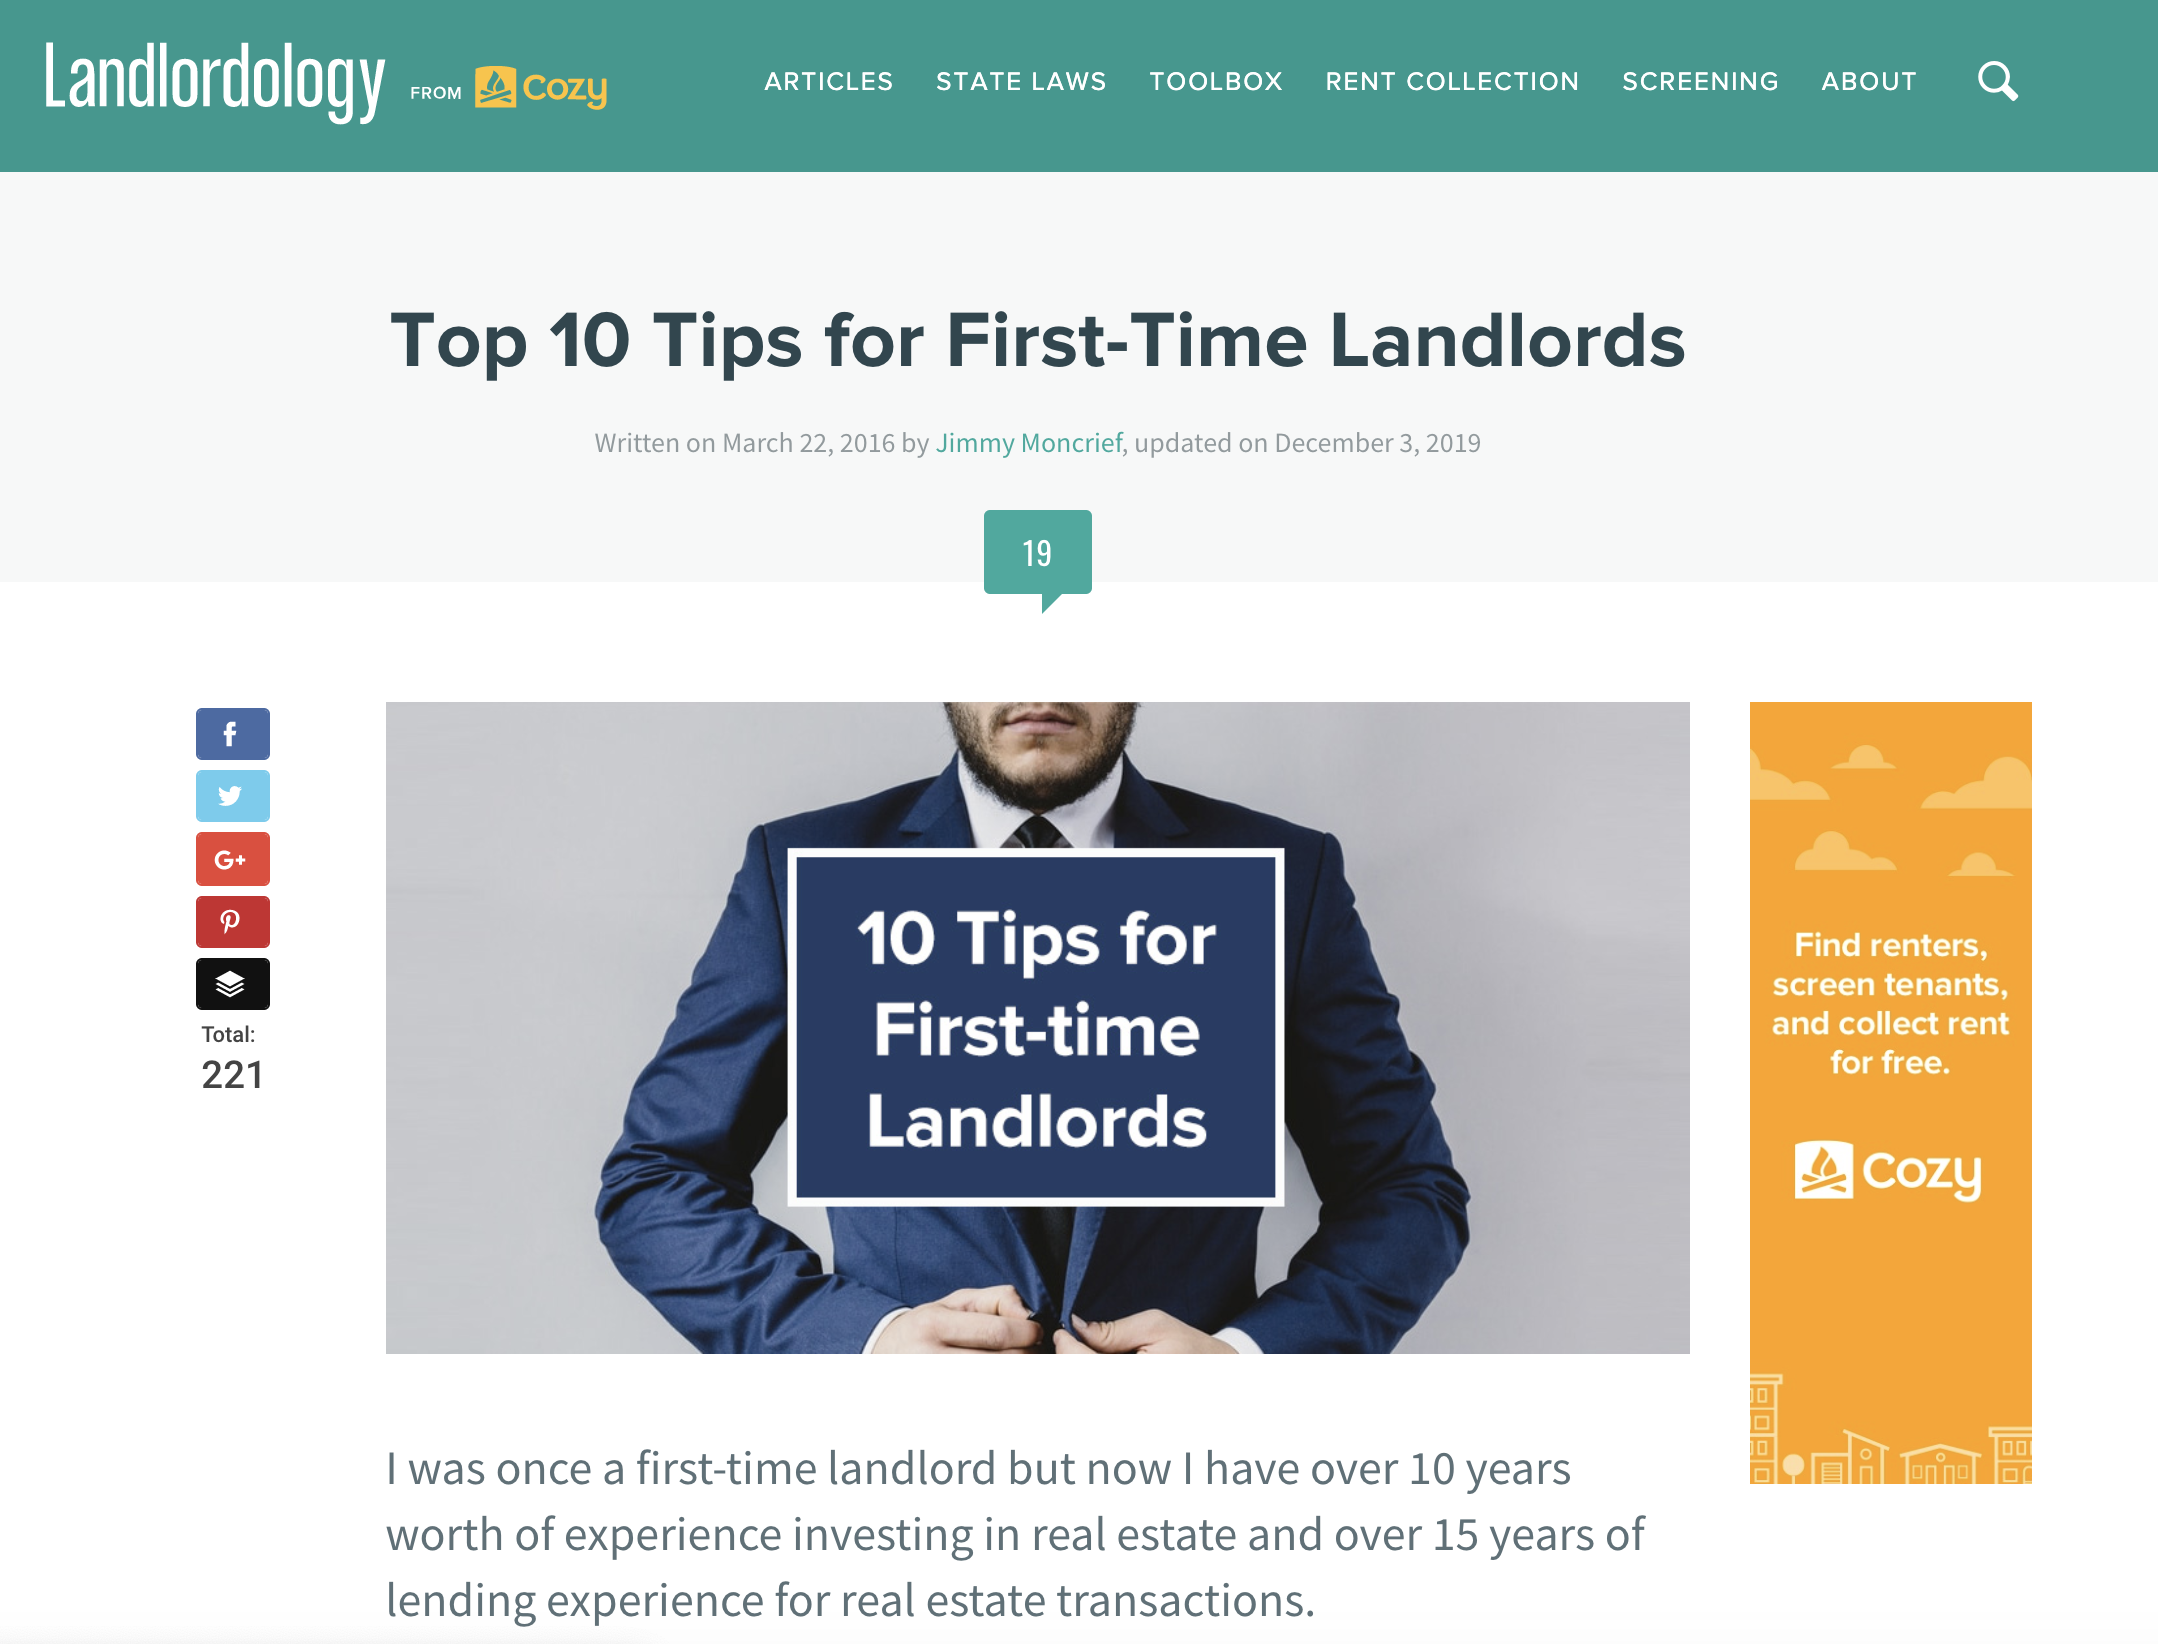 Landlordology FROM Cozy ARTICLES STATE LAWS TOOLBOX RENT COLLECTION SCREENING ABOUT
Top 10 Tips for First-Time Landlords
Written on March 22, 2016 by Jimmy Moncrief, updated on December 3, 2019
19
f
G+
Total:
221
10 Tips for
First-time
Landlords
Find renters,
screen tenants,
and collect rent
for free.
Cozy
I was once a first-time landlord but now I have over 10 years
worth of experience investing in real estate and over 15 years of
lending experience for real estate transactions.